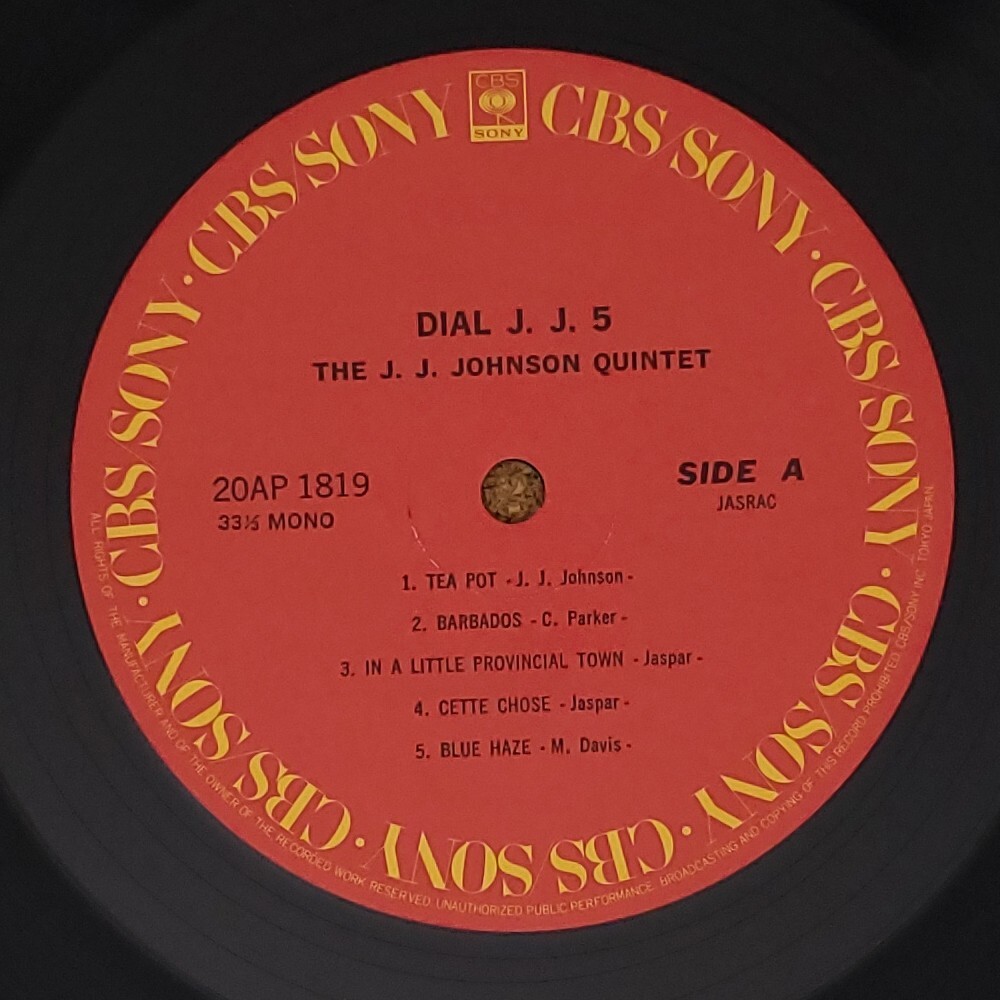 CBS
SONY
CBS/SONY · CBS/SONY · CBS/SONY · CBS/SONY · CBS/SONY · CBS/SONY · CBS/SONY · CBS/SONY
DIAL J. J. 5
THE J. J. JOHNSON QUINTET
20AP 1819
33⅓ MONO
SIDE A
JASRAC
1. TEA POT - J. J. Johnson -
2. BARBADOS - C. Parker -
3. IN A LITTLE PROVINCIAL TOWN - Jaspar -
4. CETTE CHOSE - Jaspar -
5. BLUE HAZE - M. Davis -
ALL RIGHTS OF THE MANUFACTURER AND OF THE OWNER OF THE RECORDED WORK RESERVED. UNAUTHORIZED PUBLIC PERFORMANCE. BROADCASTING AND COPYING OF THIS RECORD PROHIBITED. CBS/SONY INC. TOKYO JAPAN.